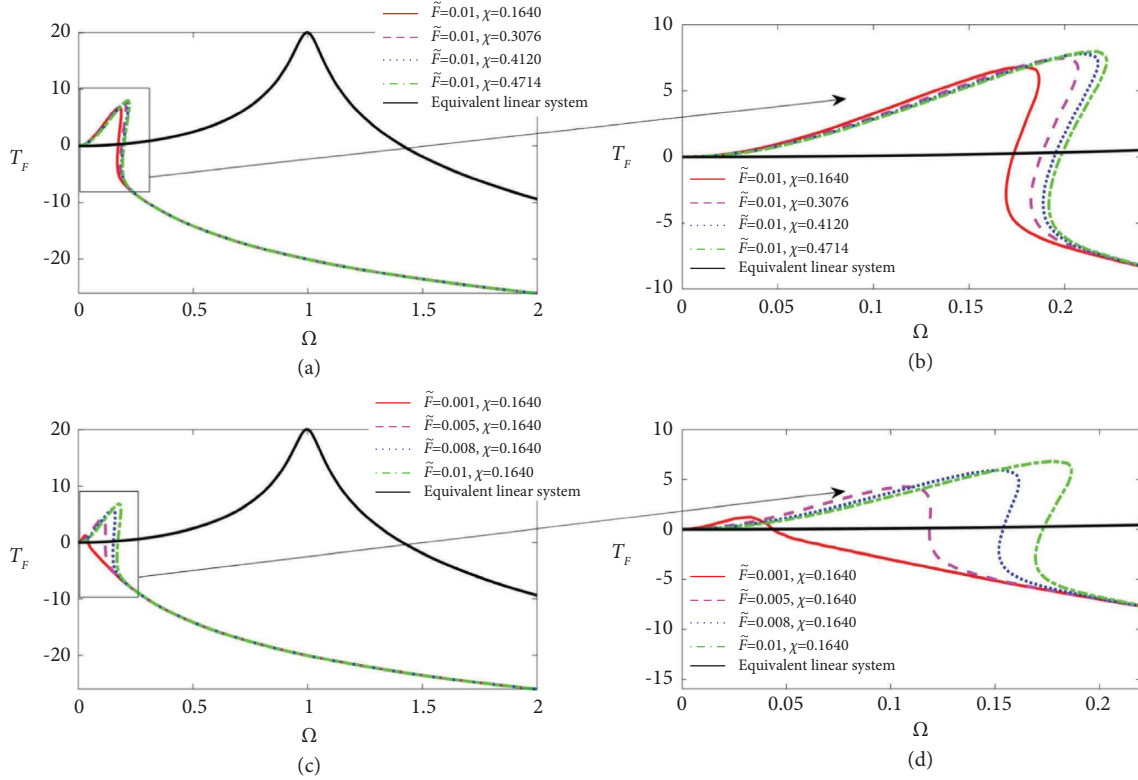 F̃=0.01, χ=0.1640
F̃=0.01, χ=0.3076
F̃=0.01, χ=0.4120
F̃=0.01, χ=0.4714
Equivalent linear system
20
10
0
-10
-20
T_F
0
0.5
1
1.5
2
Ω
(a)
10
5
0
-5
-10
T_F
F̃=0.01, χ=0.1640
F̃=0.01, χ=0.3076
F̃=0.01, χ=0.4120
F̃=0.01, χ=0.4714
Equivalent linear system
0
0.05
0.1
0.15
0.2
Ω
(b)
F̃=0.001, χ=0.1640
F̃=0.005, χ=0.1640
F̃=0.008, χ=0.1640
F̃=0.01, χ=0.1640
Equivalent linear system
20
10
0
-10
-20
T_F
0
0.5
1
1.5
2
Ω
(c)
10
5
0
-5
-10
-15
T_F
F̃=0.001, χ=0.1640
F̃=0.005, χ=0.1640
F̃=0.008, χ=0.1640
F̃=0.01, χ=0.1640
Equivalent linear system
0
0.05
0.1
0.15
0.2
Ω
(d)